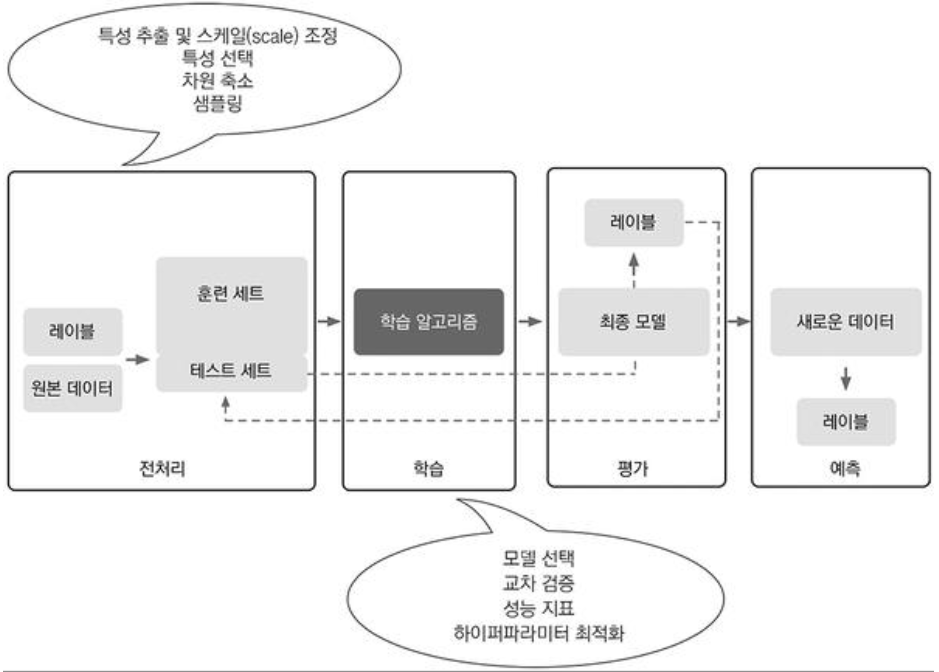 특성 추출 및 스케일(scale) 조정
특성 선택
차원 축소
샘플링
레이블
원본 데이터
훈련 세트
테스트 세트
전처리
학습 알고리즘
학습
레이블
최종 모델
평가
새로운 데이터
레이블
예측
모델 선택
교차 검증
성능 지표
하이퍼파라미터 최적화